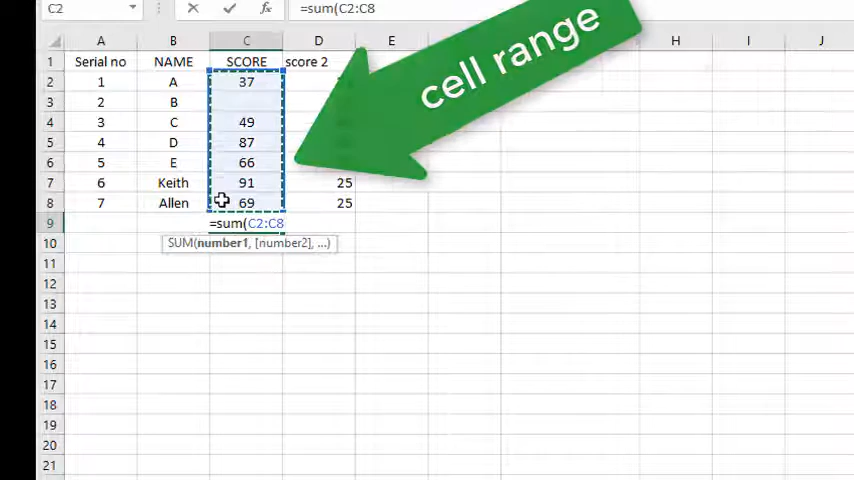 C2 =sum(C2:C8
A B C D E H I J
1 Serial no NAME SCORE score 2
2 1 A 37
3 2 B
4 3 C 49
5 4 D 87
6 5 E 66
7 6 Keith 91 25
8 7 Allen 69 25
9 =sum(C2:C8
10 SUM(number1, [number2], ...)
11
12
13
14
15
16
17
18
19
20
21
cell range